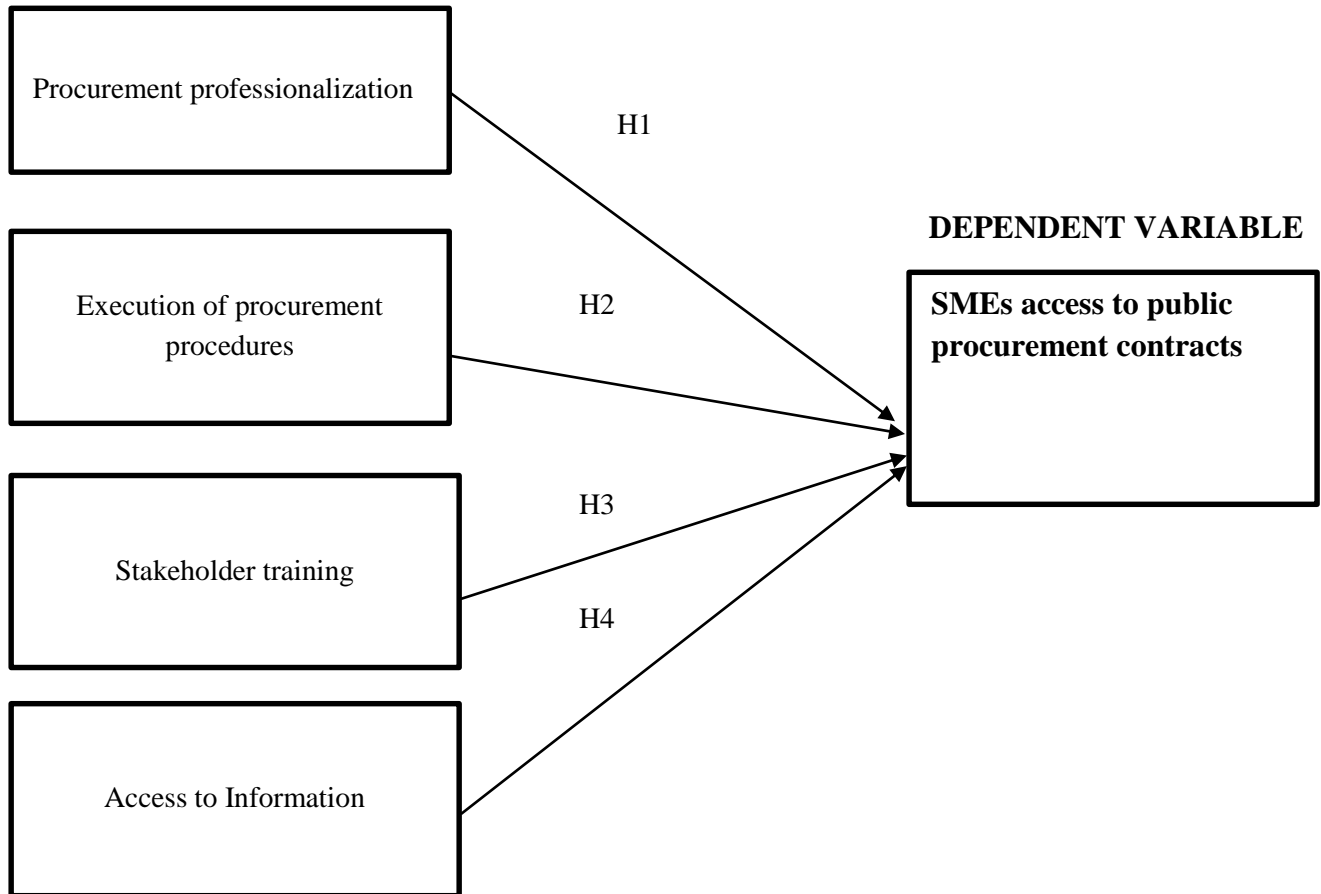 Procurement professionalization
H1
DEPENDENT VARIABLE
Execution of procurement
procedures
H2
SMEs access to public
procurement contracts
Stakeholder training
H3
H4
Access to Information